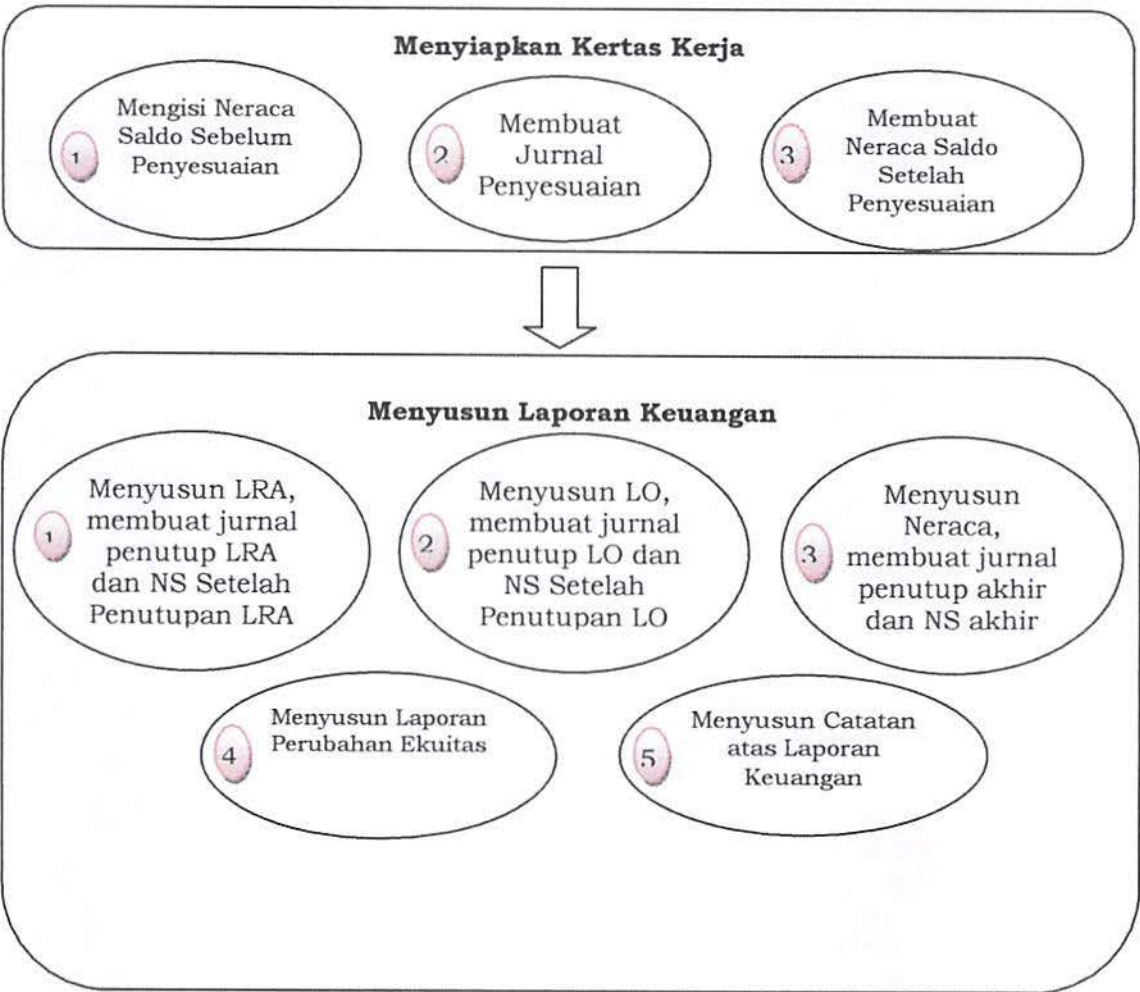 Menyiapkan Kertas Kerja
1
Mengisi Neraca
Saldo Sebelum
Penyesuaian
2
Membuat
Jurnal
Penyesuaian
3
Membuat
Neraca Saldo
Setelah
Penyesuaian
Menyusun Laporan Keuangan
1
Menyusun LRA,
membuat jurnal
penutup LRA
dan NS Setelah
Penutupan LRA
2
Menyusun LO,
membuat jurnal
penutup LO dan
NS Setelah
Penutupan LO
3
Menyusun
Neraca,
membuat jurnal
penutup akhir
dan NS akhir
4
Menyusun Laporan
Perubahan Ekuitas
5
Menyusun Catatan
atas Laporan
Keuangan